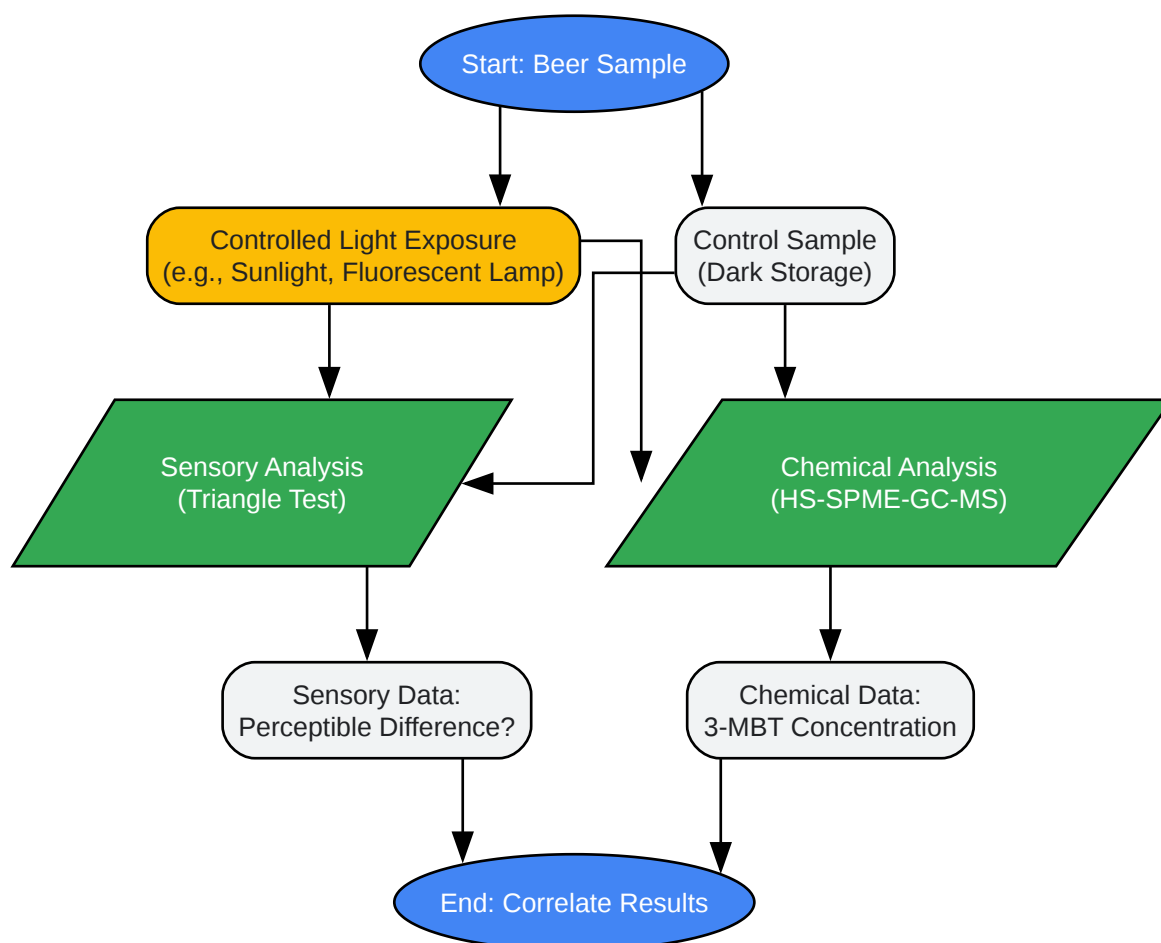 Start: Beer Sample
Controlled Light Exposure
(e.g., Sunlight, Fluorescent Lamp)
Control Sample
(Dark Storage)
Sensory Analysis
(Triangle Test)
Chemical Analysis
(HS-SPME-GC-MS)
Sensory Data:
Perceptible Difference?
Chemical Data:
3-MBT Concentration
End: Correlate Results